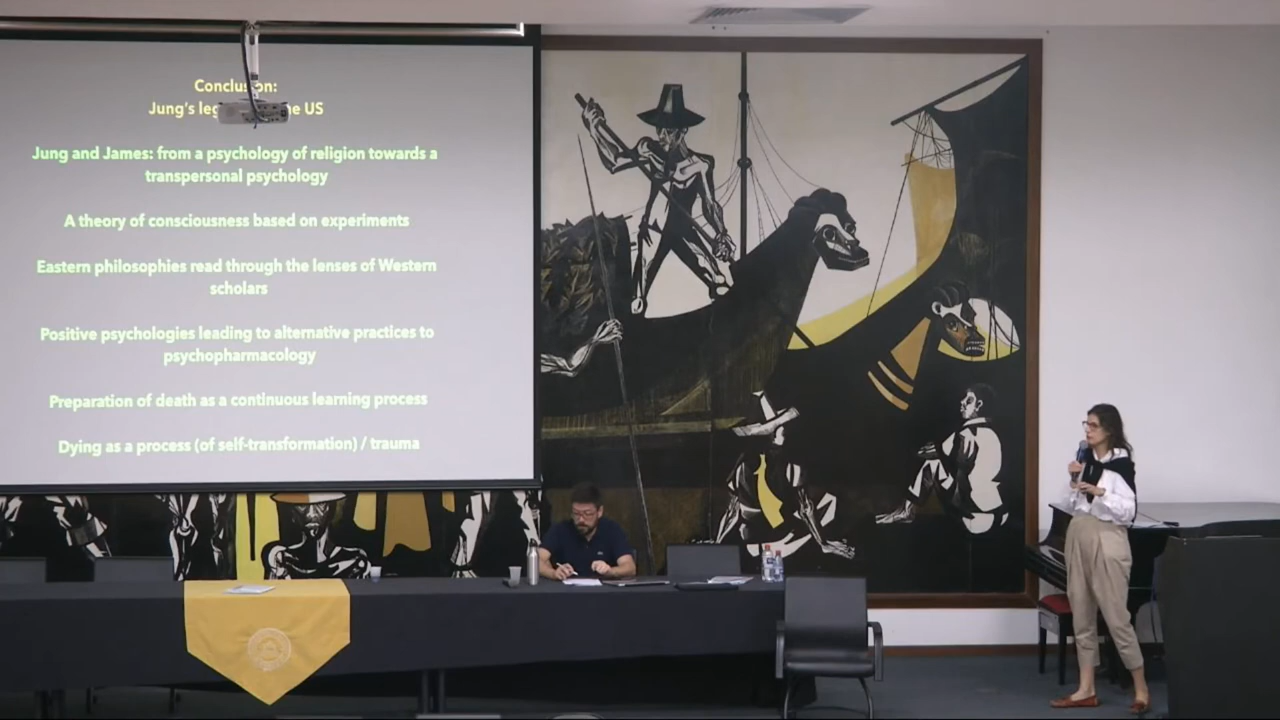 Conclusion:
Jung's the US
Jung and James: from a psychology of religion towards a
transpersonal psychology
A theory of consciousness based on experiments
Eastern philosophies read through the lenses of Western
scholars
Positive psychologies leading to alternative practices to
psychopharmacology
Preparation of death as a continuous learning process
Dying as a process (of self-transformation) / trauma